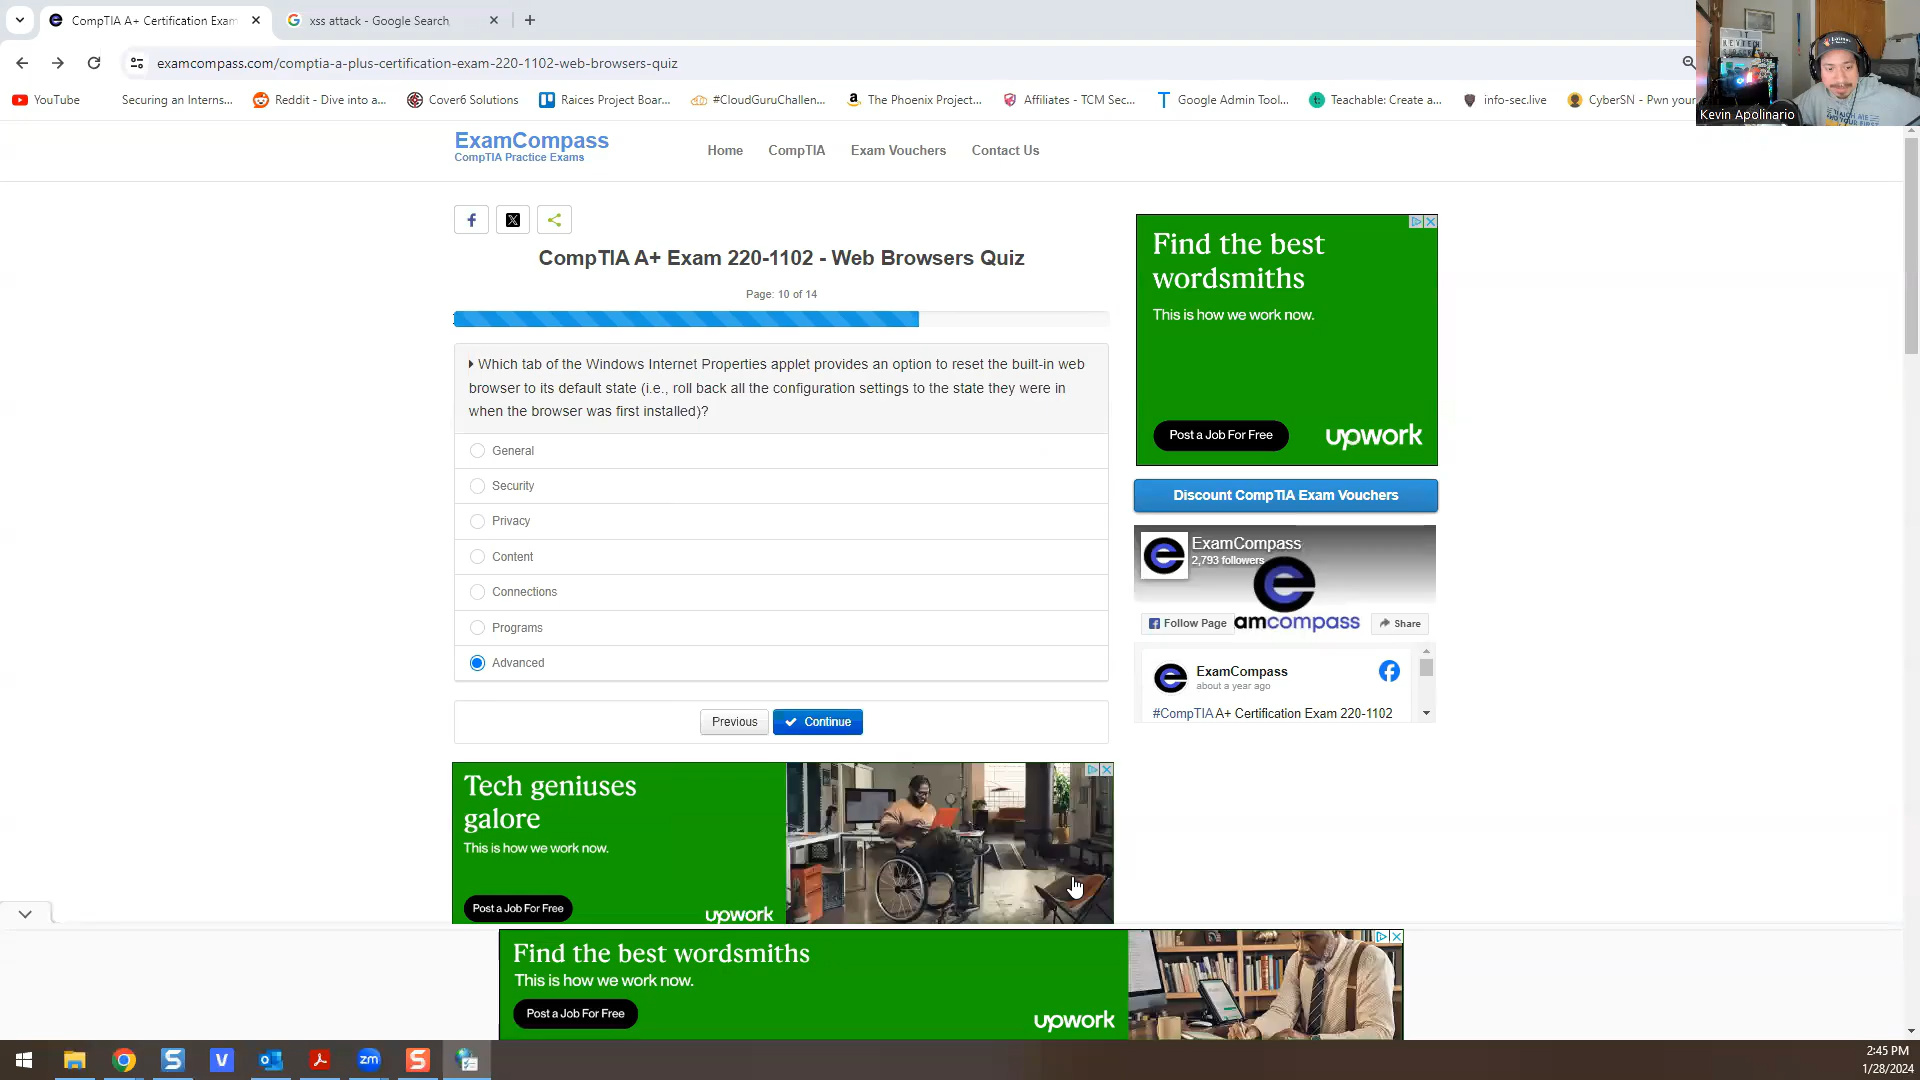 CompTIA A+ Certification Exam
xss attack - Google Search
examcompass.com/comptia-a-plus-certification-exam-220-1102-web-browsers-quiz
YouTube
Securing an Interns...
Reddit - Dive into a...
Cover6 Solutions
Raices Project Boar...
#CloudGuruChallen...
The Phoenix Project...
Affiliates - TCM Sec...
Google Admin Tool...
Teachable: Create a...
info-sec.live
CyberSN - Pwn your
Kevin Apolinario
ExamCompass
CompTIA Practice Exams
Home
CompTIA
Exam Vouchers
Contact Us
CompTIA A+ Exam 220-1102 - Web Browsers Quiz
Page: 10 of 14
Which tab of the Windows Internet Properties applet provides an option to reset the built-in web
browser to its default state (i.e., roll back all the configuration settings to the state they were in
when the browser was first installed)?
General
Security
Privacy
Content
Connections
Programs
Advanced
Previous
Continue
Find the best
wordsmiths
This is how we work now.
Post a Job For Free
upwork
Discount CompTIA Exam Vouchers
ExamCompass
2,793 followers
Follow Page
amcompass
Share
ExamCompass
about a year ago
#CompTIA A+ Certification Exam 220-1102
Tech geniuses
galore
This is how we work now.
Post a Job For Free
upwork
Find the best wordsmiths
This is how we work now.
Post a Job For Free
upwork
zm
2:45 PM
1/28/2024